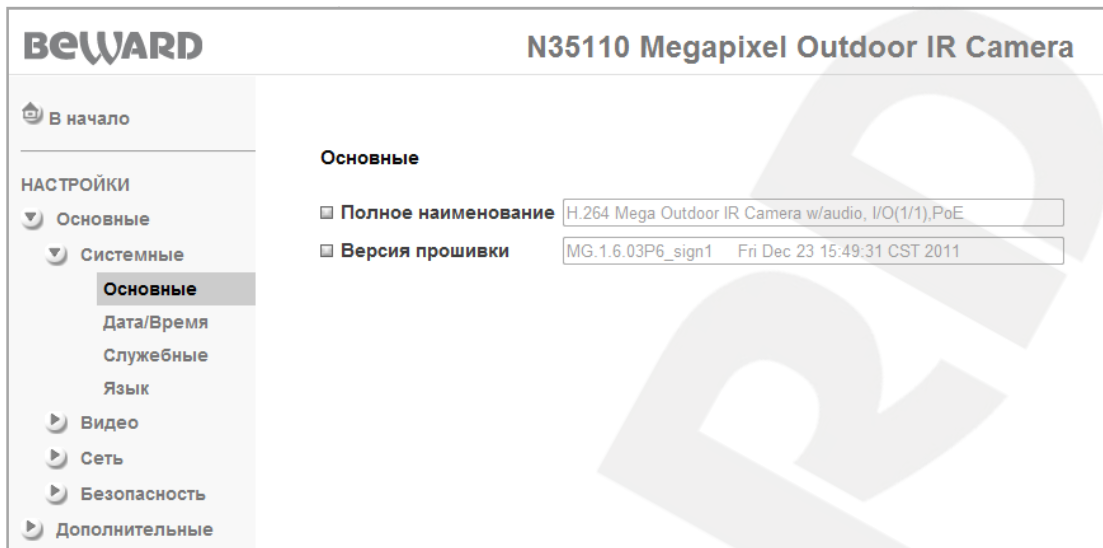 BEWARD
N35110 Megapixel Outdoor IR Camera
В начало
НАСТРОЙКИ
Основные
Системные
Основные
Дата/Время
Служебные
Язык
Видео
Сеть
Безопасность
Дополнительные
Основные
Полное наименование H.264 Mega Outdoor IR Camera w/audio, I/O(1/1),PoE
Версия прошивки MG.1.6.03P6_sign1 Fri Dec 23 15:49:31 CST 2011